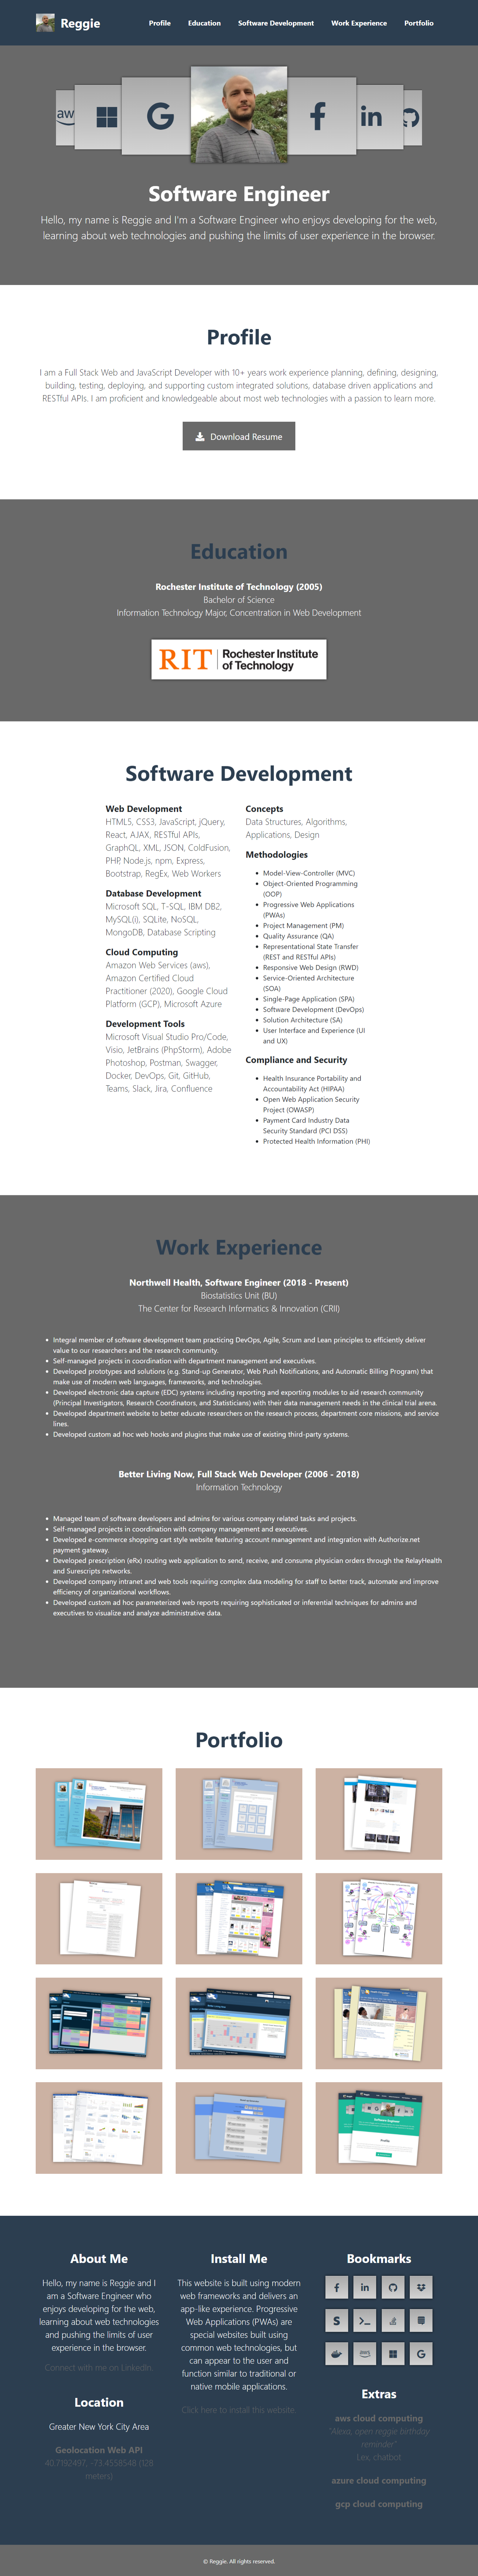 Reggie
Profile Education Software Development Work Experience Portfolio
aws
Software Engineer
Hello, my name is Reggie and I'm a Software Engineer who enjoys developing for the web,
learning about web technologies and pushing the limits of user experience in the browser.
Profile
I am a Full Stack Web and JavaScript Developer with 10+ years work experience planning, defining, designing,
building, testing, deploying, and supporting custom integrated solutions, database driven applications and
RESTful APIs. I am proficient and knowledgeable about most web technologies with a passion to learn more.
Download Resume
Education
Rochester Institute of Technology (2005)
Bachelor of Science
Information Technology Major, Concentration in Web Development
RIT Rochester Institute
of Technology
Software Development
Web Development
HTML5, CSS3, JavaScript, jQuery,
React, AJAX, RESTful APIs,
GraphQL, XML, JSON, ColdFusion,
PHP, Node.js, npm, Express,
Bootstrap, RegEx, Web Workers
Database Development
Microsoft SQL, T-SQL, IBM DB2,
MySQL(i), SQLite, NoSQL,
MongoDB, Database Scripting
Cloud Computing
Amazon Web Services (aws),
Amazon Certified Cloud
Practitioner (2020), Google Cloud
Platform (GCP), Microsoft Azure
Development Tools
Microsoft Visual Studio Pro/Code,
Visio, JetBrains (PhpStorm), Adobe
Photoshop, Postman, Swagger,
Docker, DevOps, Git, GitHub,
Teams, Slack, Jira, Confluence
Concepts
Data Structures, Algorithms,
Applications, Design
Methodologies
Model-View-Controller (MVC)
Object-Oriented Programming
(OOP)
Progressive Web Applications
(PWAs)
Project Management (PM)
Quality Assurance (QA)
Representational State Transfer
(REST and RESTful APIs)
Responsive Web Design (RWD)
Service-Oriented Architecture
(SOA)
Single-Page Application (SPA)
Software Development (DevOps)
Solution Architecture (SA)
User Interface and Experience (UI
and UX)
Compliance and Security
Health Insurance Portability and
Accountability Act (HIPAA)
Open Web Application Security
Project (OWASP)
Payment Card Industry Data
Security Standard (PCI DSS)
Protected Health Information (PHI)
Work Experience
Northwell Health, Software Engineer (2018 - Present)
Biostatistics Unit (BU)
The Center for Research Informatics & Innovation (CRII)
Integral member of software development team practicing DevOps, Agile, Scrum and Lean principles to efficiently deliver
value to our researchers and the research community.
Self-managed projects in coordination with department management and executives.
Developed prototypes and solutions (e.g. Stand-up Generator, Web Push Notifications, and Automatic Billing Program) that
make use of modern web languages, frameworks, and technologies.
Developed electronic data capture (EDC) systems including reporting and exporting modules to aid research community
(Principal Investigators, Research Coordinators, and Statisticians) with their data management needs in the clinical trial arena.
Developed department website to better educate researchers on the research process, department core missions, and service
lines.
Developed custom ad hoc web hooks and plugins that make use of existing third-party systems.
Better Living Now, Full Stack Web Developer (2006 - 2018)
Information Technology
Managed team of software developers and admins for various company related tasks and projects.
Self-managed projects in coordination with company management and executives.
Developed e-commerce shopping cart style website featuring account management and integration with Authorize.net
payment gateway.
Developed prescription (eRx) routing web application to send, receive, and consume physician orders through the RelayHealth
and Surescripts networks.
Developed company intranet and web tools requiring complex data modeling for staff to better track, automate and improve
efficiency of organizational workflows.
Developed custom ad hoc parameterized web reports requiring sophisticated or inferential techniques for admins and
executives to visualize and analyze administrative data.
Portfolio
About Me
Hello, my name is Reggie and I
am a Software Engineer who
enjoys developing for the web,
learning about web technologies
and pushing the limits of user
experience in the browser.
Connect with me on LinkedIn.
Location
Greater New York City Area
Geolocation Web API
40.7192497, -73.4558548 (128
meters)
Install Me
This website is built using modern
web frameworks and delivers an
app-like experience. Progressive
Web Applications (PWAs) are
special websites built using
common web technologies, but
can appear to the user and
function similar to traditional or
native mobile applications.
Click here to install this website.
Bookmarks
Extras
aws cloud computing
"Alexa, open reggie birthday
reminder"
Lex, chatbot
azure cloud computing
gcp cloud computing
© Reggie. All rights reserved.